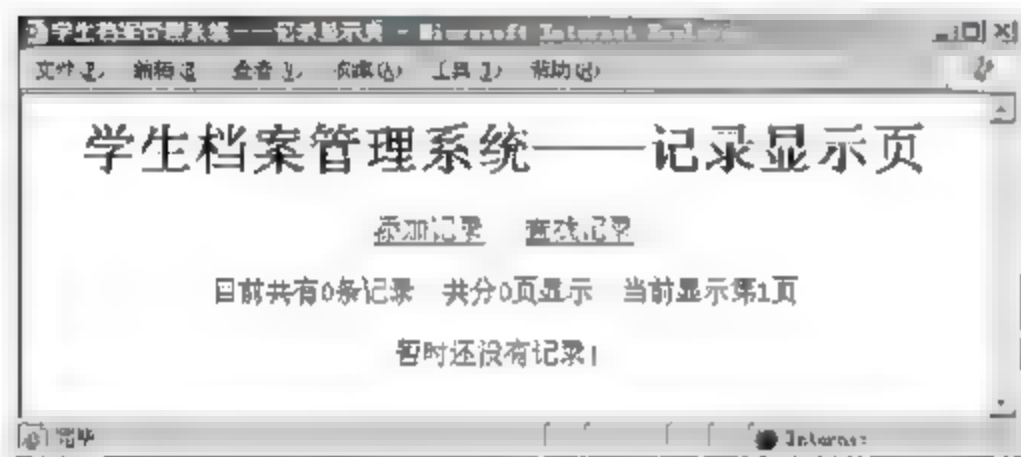 学生档案管理系统——记录显示页 - Microsoft Internet
文件 编辑 查看 收藏(A) 工具 帮助(H)
学生档案管理系统——记录显示页
添加记录 查找记录
目前共有0条记录 共分0页显示 当前显示第1页
暂时还没有记录！
完毕 Internet